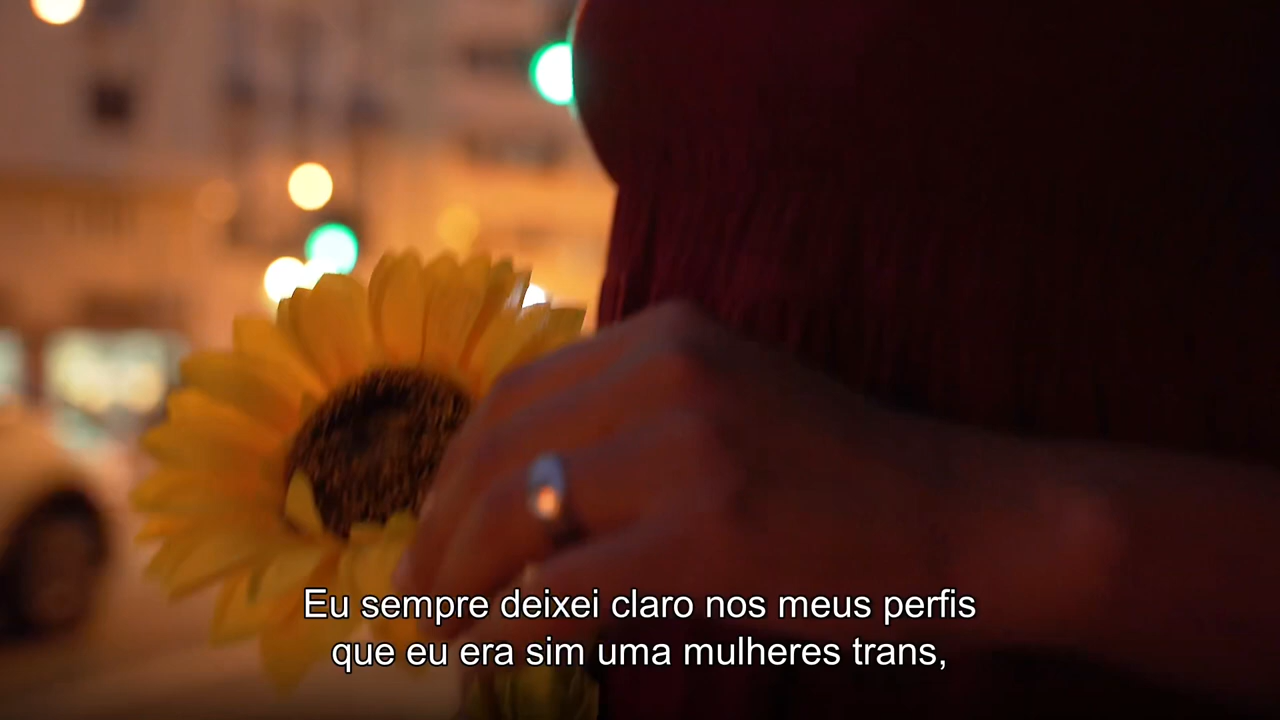 Eu sempre deixei claro nos meus perfis
que eu era sim uma mulheres trans,